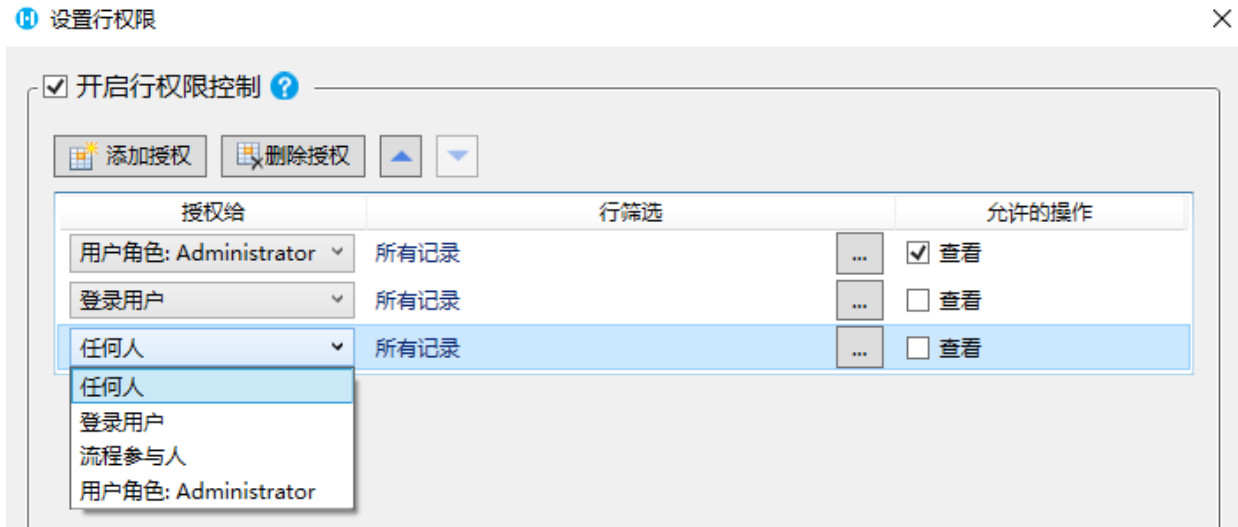 设置行权限
开启行权限控制 ?
添加授权 删除授权
授权给 行筛选 允许的操作
用户角色: Administrator 所有记录 ... 查看
登录用户 所有记录 ... 查看
任何人 所有记录 ... 查看
任何人
登录用户
流程参与人
用户角色: Administrator